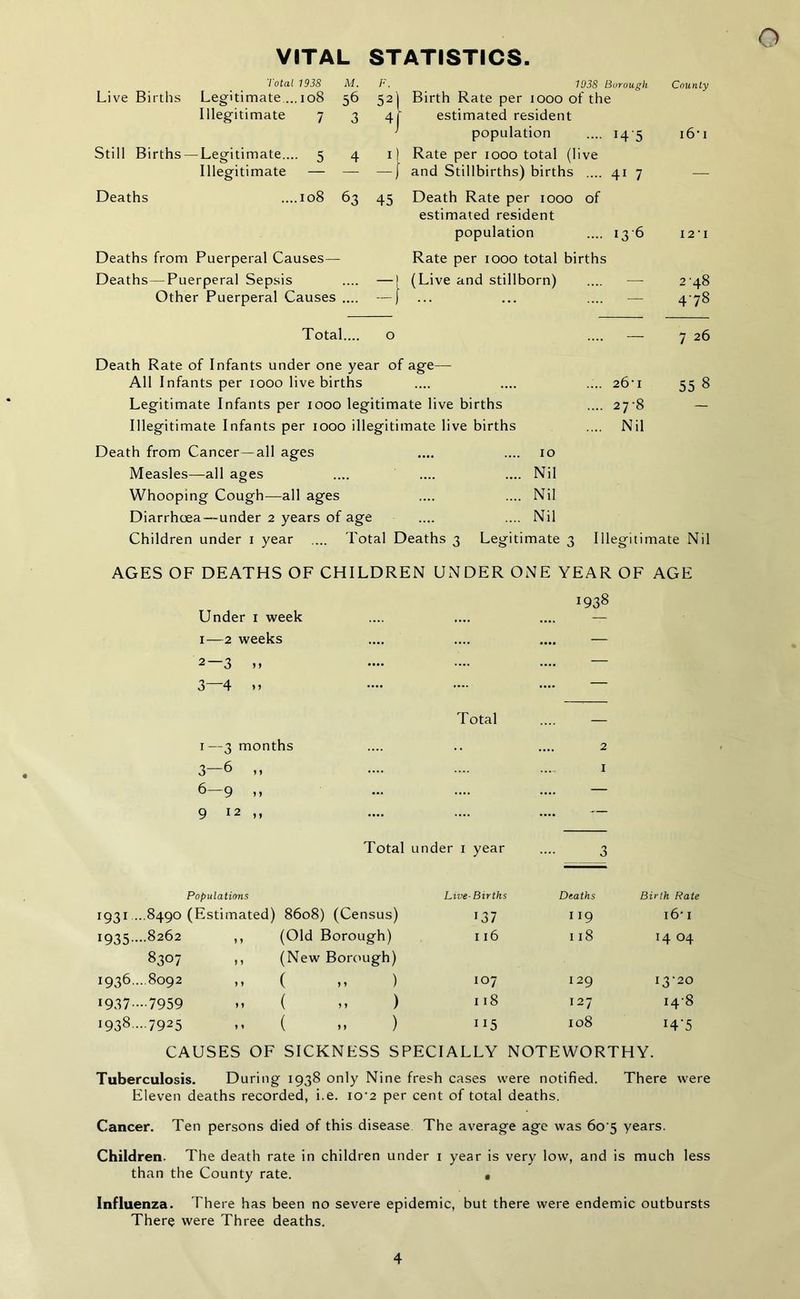 VITAL STATISTICS.
Total 1938 M. F. 1938 Borough County
Live Births Legitimate ... 108 56 52} Birth Rate per 1000 of the
Illegitimate 7 3 4} estimated resident
population .... 14·5 16·1
Still Births—Legitimate.... 5 4 1} Rate per 1000 total (live
Illegitimate — — —} and Stillbirths) births .... 41 7 —
Deaths ....108 63 45 Death Rate per 1000 of
estimated resident
population .... 13·6 12·1
Deaths from Puerperal Causes— Rate per 1000 total births
Deaths—Puerperal Sepsis .... —} (Live and stillborn) .... — 2·48
Other Puerperal Causes .... —} ... ... .... — 4·78
Total.... 0 .... — 7 26
Death Rate of Infants under one year of age—
All Infants per 1000 live births .... .... .... 26·1 55 8
Legitimate Infants per 1000 legitimate live births .... 27·8 —
Illegitimate Infants per 1000 illegitimate live births .... Nil
Death from Cancer—all ages .... .... 10
Measles—all ages .... .... .... Nil
Whooping Cough—all ages .... .... Nil
Diarrhœa—under 2 years of age .... .... Nil
Children under 1 year .... Total Deaths 3 Legitimate 3 Illegitimate Nil
AGES OF DEATHS OF CHILDREN UNDER ONE YEAR OF AGE
1938
Under 1 week .... .... .... —
1—2 weeks .... .... .... —
2—3 ,, .... .... .... —
3—4 ,, .... .... .... —
Total .... —
1—3 months .... .. .... 2
3—6 ,, .... .... .... 1
6—9 ,, ... .... .... —
9 12 ,, .... .... .... —
Total under 1 year .... 3
Populations Live-Births Deaths Birth Rate
1931 ...8490 (Estimated) 8608) (Census) 137 119 16·1
1935....8262 ,, (Old Borough) 116 118 14 04
8307 ,, (New Borough)
1936....8092 ,, ( ,, ) 107 129 13·20
1937....7959 ,, ( ,, ) 118 127 14·8
1938....7925 ,, ( ,, ) 115 108 14·5
CAUSES OF SICKNESS SPECIALLY NOTEWORTHY.
Tuberculosis. During 1938 only Nine fresh cases were notified. There were
Eleven deaths recorded, i.e. 10·2 per cent of total deaths.
Cancer. Ten persons died of this disease The average age was 60·5 years.
Children. The death rate in children under 1 year is very low, and is much less
than the County rate.
Influenza. There has been no severe epidemic, but there were endemic outbursts
There were Three deaths.
4